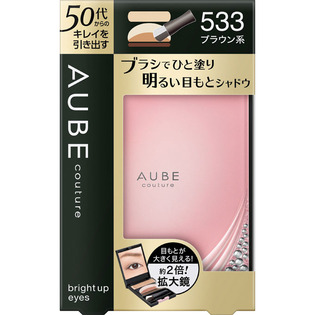 50代からの
キレイを
引き出す
533
ブラウン系
AUBE
couture
ブラシでひと塗り
明るい目もとシャドウ
AUBE
couture
目もとが
大きく見える!
約2倍!
拡大鏡
bright up
eyes